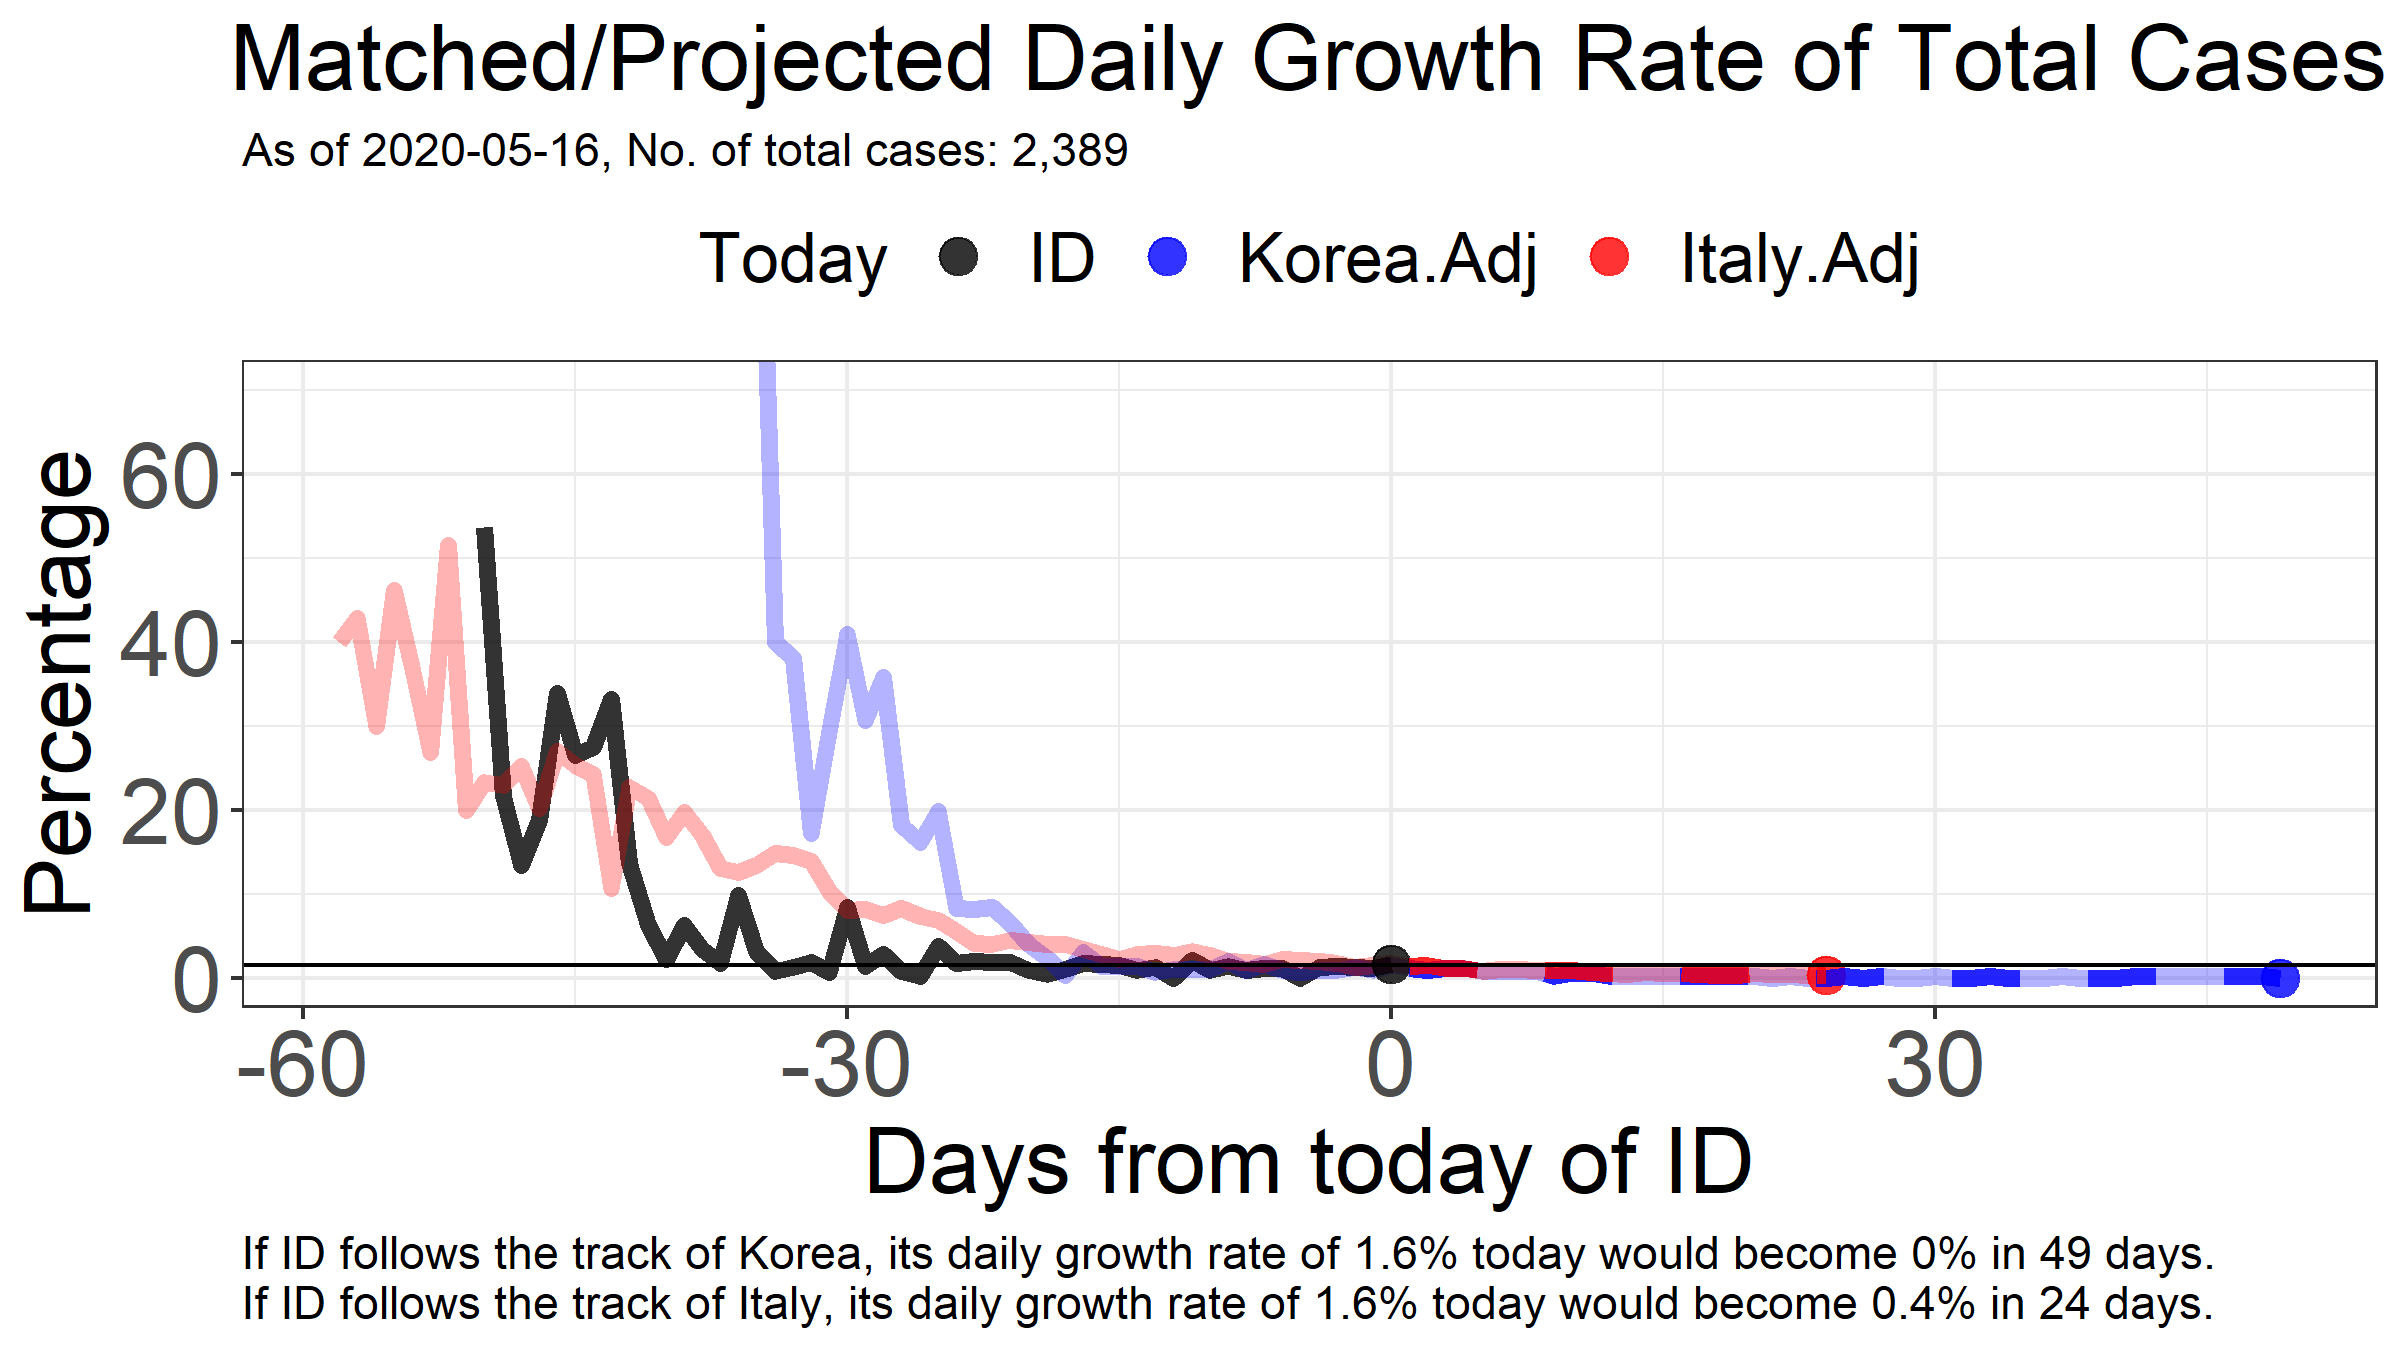 Matched/Projected Daily Growth Rate of Total Cases
As of 2020-05-16, No. of total cases: 2,389
Today ID Korea.Adj Italy.Adj
Percentage
60
40
20
0
-60 -30 0 30
Days from today of ID
If ID follows the track of Korea, its daily growth rate of 1.6% today would become 0% in 49 days.
If ID follows the track of Italy, its daily growth rate of 1.6% today would become 0.4% in 24 days.